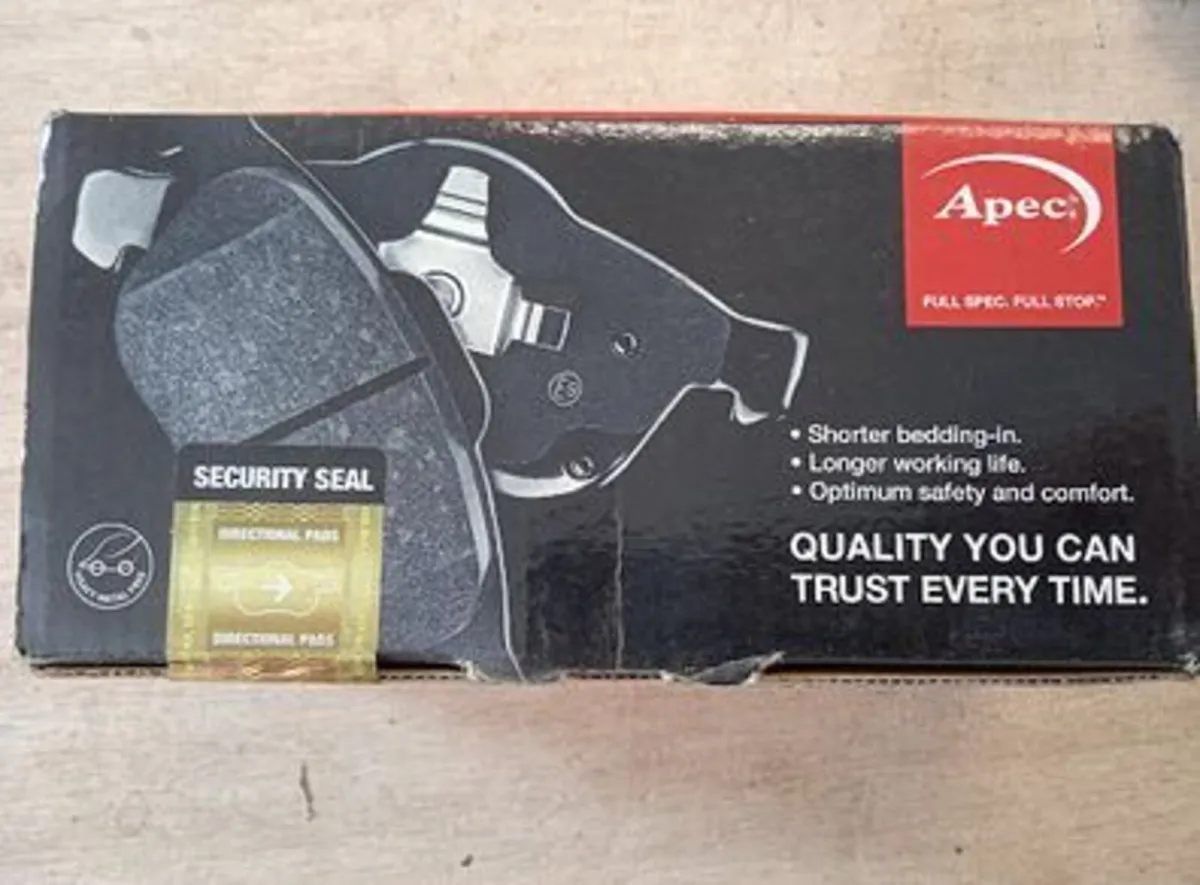 Apec
FULL SPEC. FULL STOP.™
• Shorter bedding-in.
• Longer working life.
• Optimum safety and comfort.
QUALITY YOU CAN
TRUST EVERY TIME.
SECURITY SEAL
DIRECTIONAL PADS
DIRECTIONAL PADS